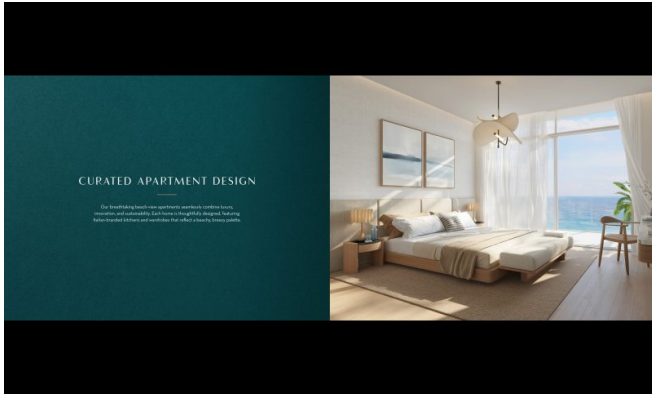 CURATED APARTMENT DESIGN
Our breathtaking beach-view apartments seamlessly combine luxury,
innovation, and sustainability. Each home is thoughtfully designed, featuring
Italian-branded kitchens and wardrobes that reflect a beachy, breezy palette.